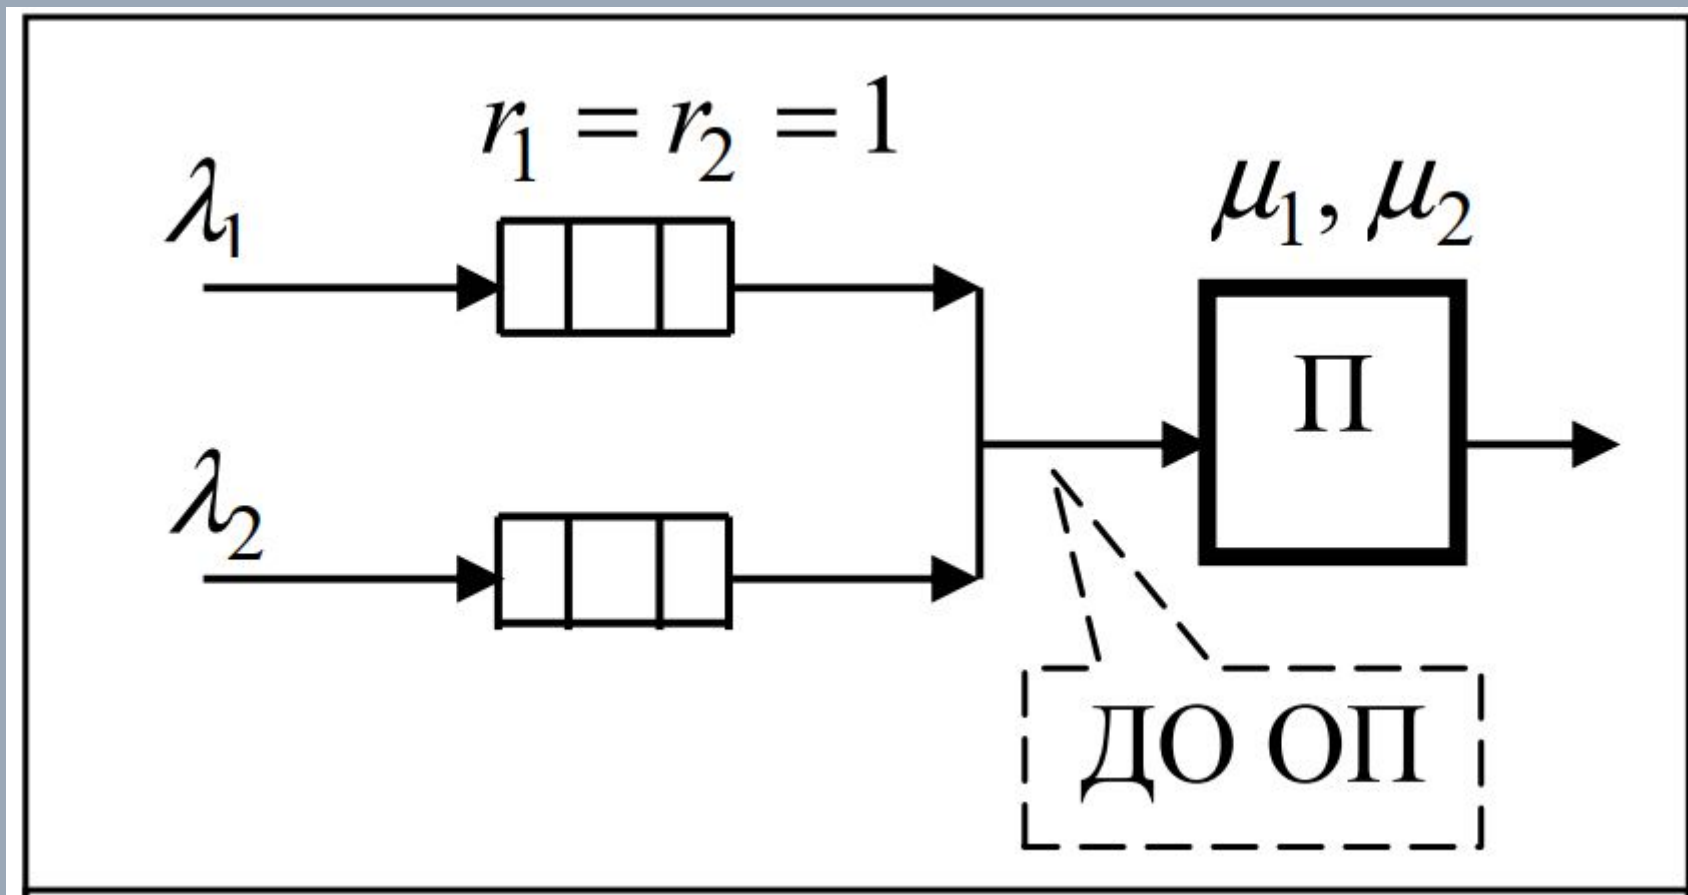 r₁ = r₂ = 1
λ₁
μ₁, μ₂
П
λ₂
ДО ОП